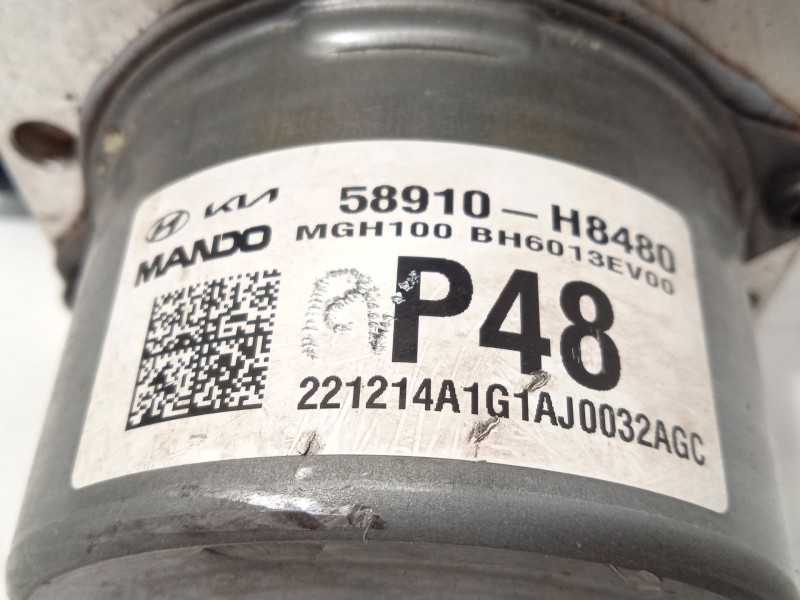 KIA 58910-H8480
MANDO MGH100 BH6013EV00
P48
221214A1G1AJ0032AGC